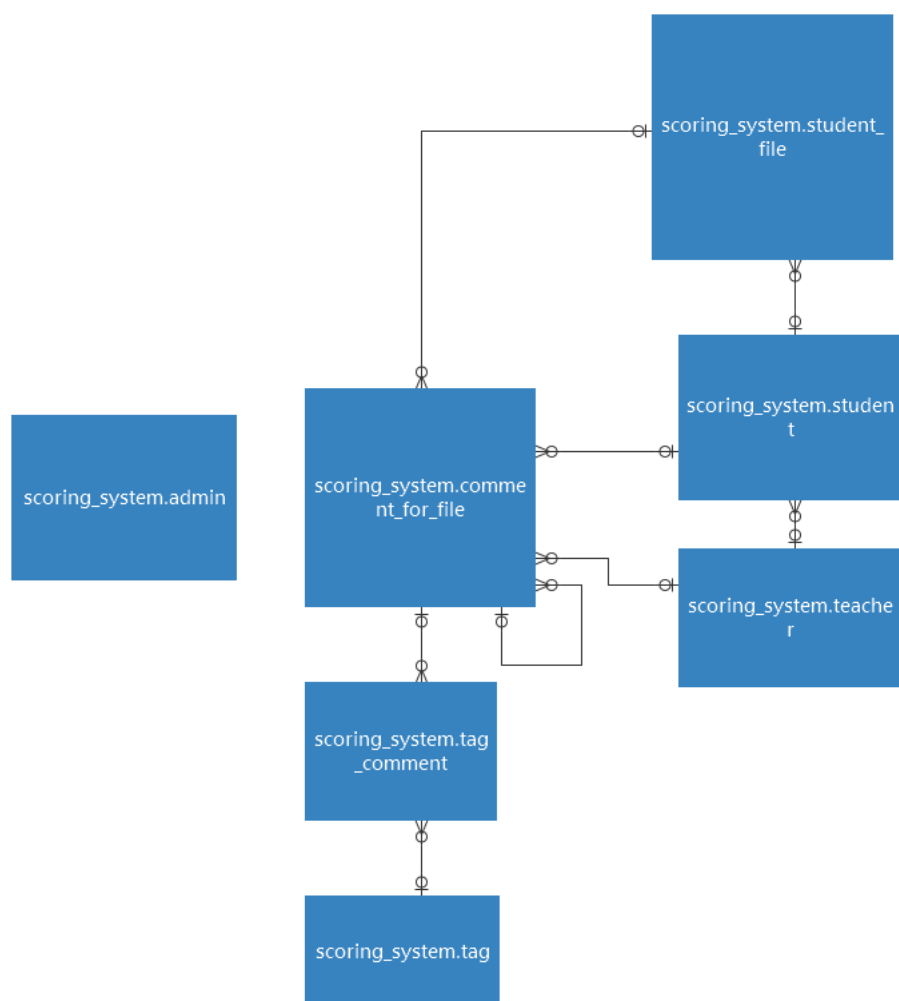 scoring_system.student_
file
scoring_system.studen
t
scoring_system.admin
scoring_system.comme
nt_for_file
scoring_system.teache
r
scoring_system.tag
_comment
scoring_system.tag